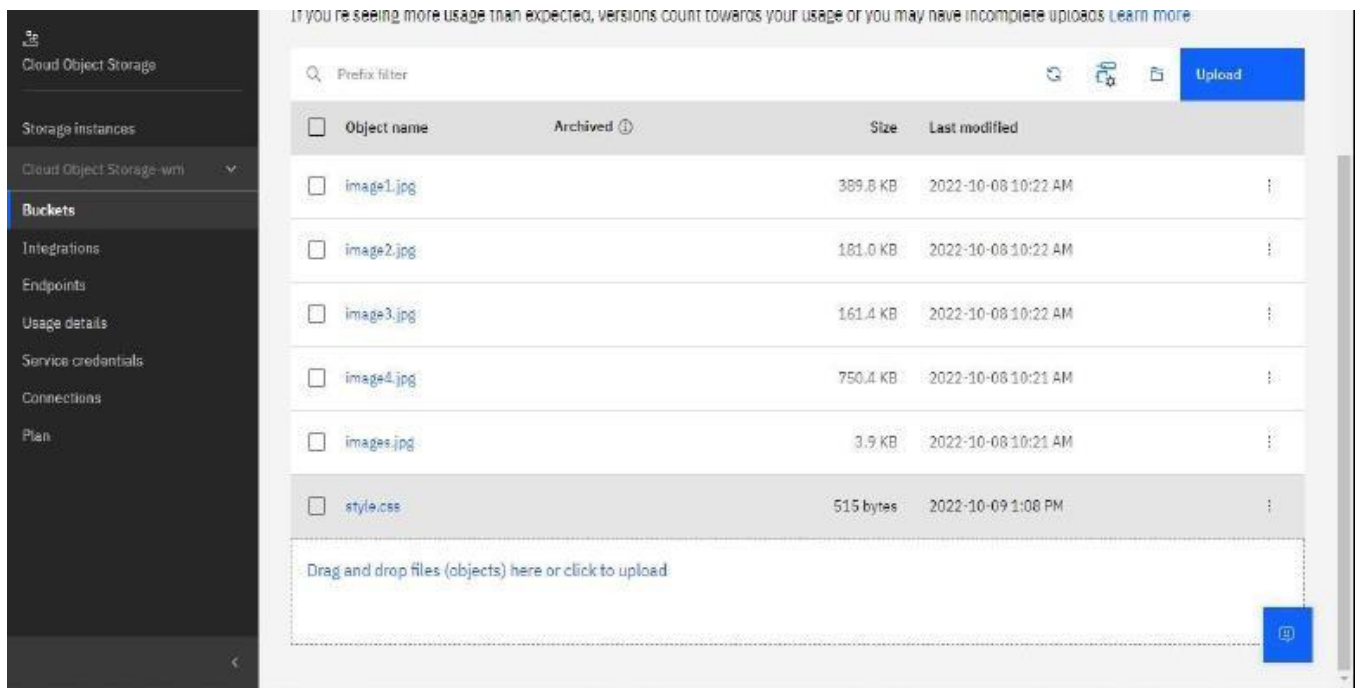 If you're seeing more usage than expected, versions count towards your usage or you may have incomplete uploads Learn more
Cloud Object Storage
Prefix filter
Upload
Storage instances
Object name Archived Size Last modified
Cloud Object Storage-wm
image1.jpg 389.8 KB 2022-10-08 10:22 AM
Buckets
Integrations
image2.jpg 181.0 KB 2022-10-08 10:22 AM
Endpoints
image3.jpg 161.4 KB 2022-10-08 10:22 AM
Usage details
Service credentials
image4.jpg 750.4 KB 2022-10-08 10:21 AM
Connections
Plan
images.jpg 3.9 KB 2022-10-08 10:21 AM
style.css 515 bytes 2022-10-09 1:08 PM
Drag and drop files (objects) here or click to upload